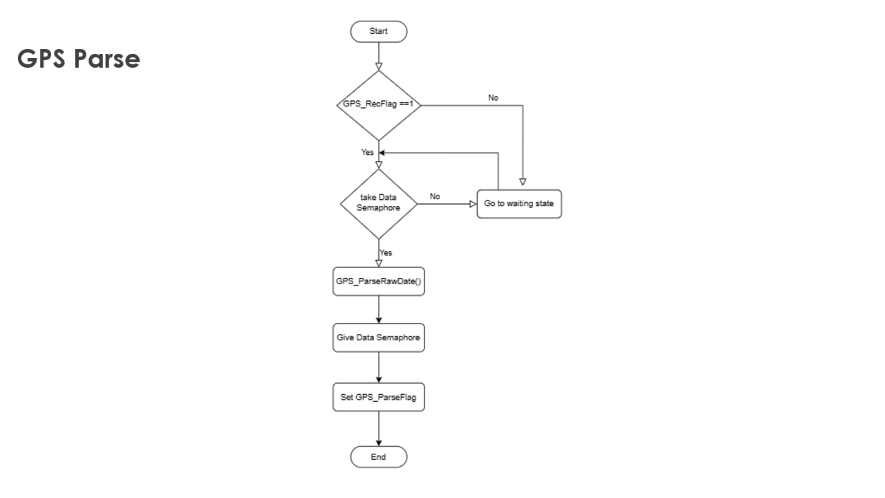 GPS Parse
Start
GPS_RecFlag ==1
No
Yes
take Data
Semaphore
No
Go to waiting state
Yes
GPS_ParseRawDate()
Give Data Semaphore
Set GPS_ParseFlag
End